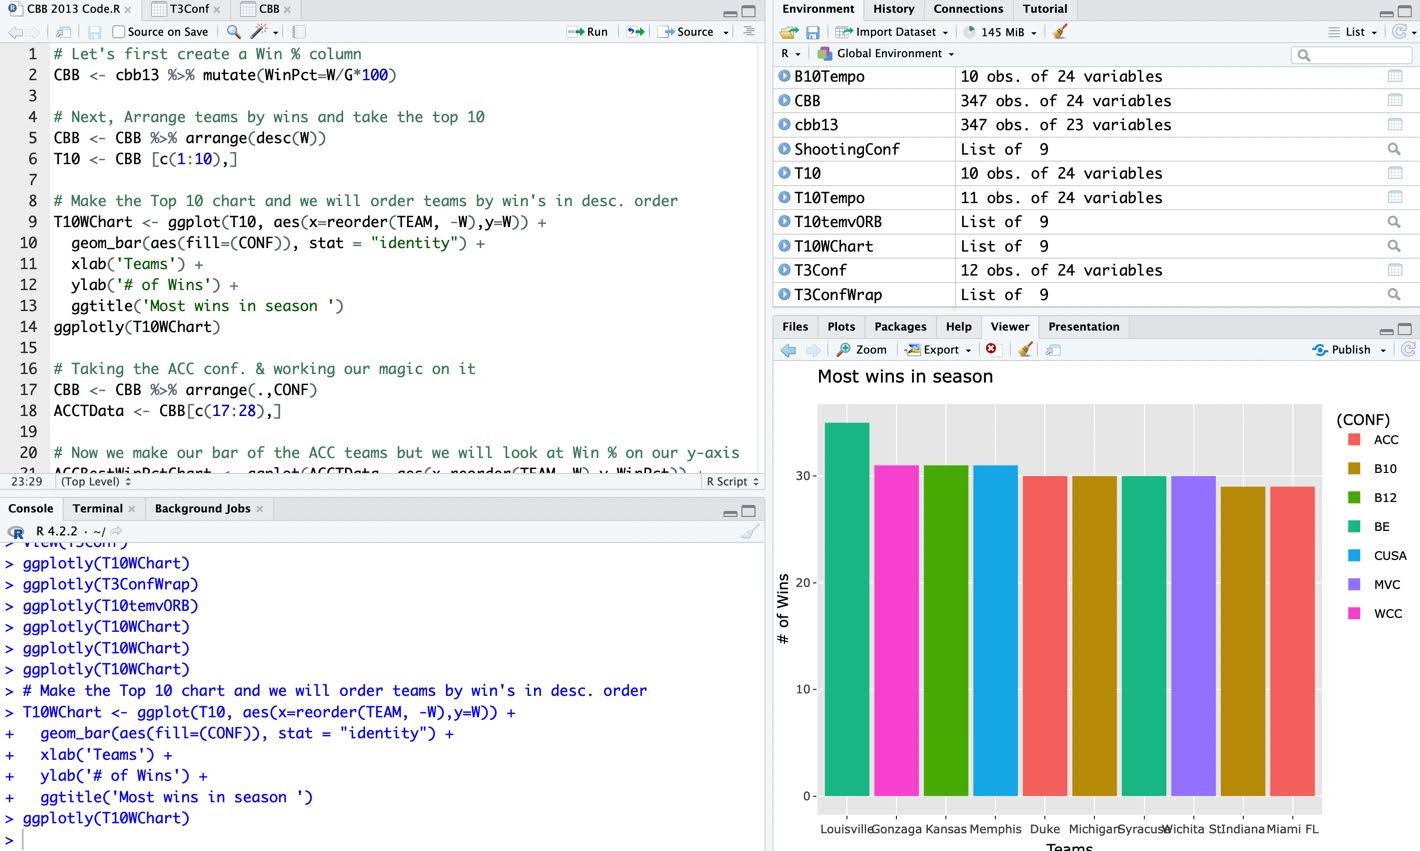 CBB 2013 Code.R
T3Conf
CBB
Source on Save
Run
Source
1 # Let's first create a Win % column
2 CBB <- cbb13 %>% mutate(WinPct=W/G*100)
3
4 # Next, Arrange teams by wins and take the top 10
5 CBB <- CBB %>% arrange(desc(W))
6 T10 <- CBB [c(1:10),]
7
8 # Make the Top 10 chart and we will order teams by win's in desc. order
9 T10WChart <- ggplot(T10, aes(x=reorder(TEAM, -W),y=W)) +
10 geom_bar(aes(fill=(CONF)), stat = "identity") +
11 xlab('Teams') +
12 ylab('# of Wins') +
13 ggtitle('Most wins in season ')
14 ggplotly(T10WChart)
15
16 # Taking the ACC conf. & working our magic on it
17 CBB <- CBB %>% arrange(.,CONF)
18 ACCTData <- CBB[c(17:28),]
19
20 # Now we make our bar of the ACC teams but we will look at Win % on our y-axis
21 ACCBestWinPctChart <- ggplot(ACCTData, aes(x=reorder(TEAM,-W),y=WinPct)) +
23:29 (Top Level) R Script
Console Terminal Background Jobs
R 4.2.2 · ~/
> View(T3Conf)
> ggplotly(T10WChart)
> ggplotly(T3ConfWrap)
> ggplotly(T10temvORB)
> ggplotly(T10WChart)
> ggplotly(T10WChart)
> ggplotly(T10WChart)
> # Make the Top 10 chart and we will order teams by win's in desc. order
> T10WChart <- ggplot(T10, aes(x=reorder(TEAM, -W),y=W)) +
+ geom_bar(aes(fill=(CONF)), stat = "identity") +
+ xlab('Teams') +
+ ylab('# of Wins') +
+ ggtitle('Most wins in season ')
> ggplotly(T10WChart)
>
Environment History Connections Tutorial
Import Dataset 145 MiB List
R Global Environment
B10Tempo 10 obs. of 24 variables
CBB 347 obs. of 24 variables
cbb13 347 obs. of 23 variables
ShootingConf List of 9
T10 10 obs. of 24 variables
T10Tempo 11 obs. of 24 variables
T10temvORB List of 9
T10WChart List of 9
T3Conf 12 obs. of 24 variables
T3ConfWrap List of 9
Files Plots Packages Help Viewer Presentation
Zoom Export Publish
Most wins in season
(CONF)
ACC
B10
B12
BE
CUSA
MVC
WCC
30
20
10
0
# of Wins
Louisville Gonzaga Kansas Memphis Duke Michigan Syracuse Wichita St. Indiana Miami FL
Teams